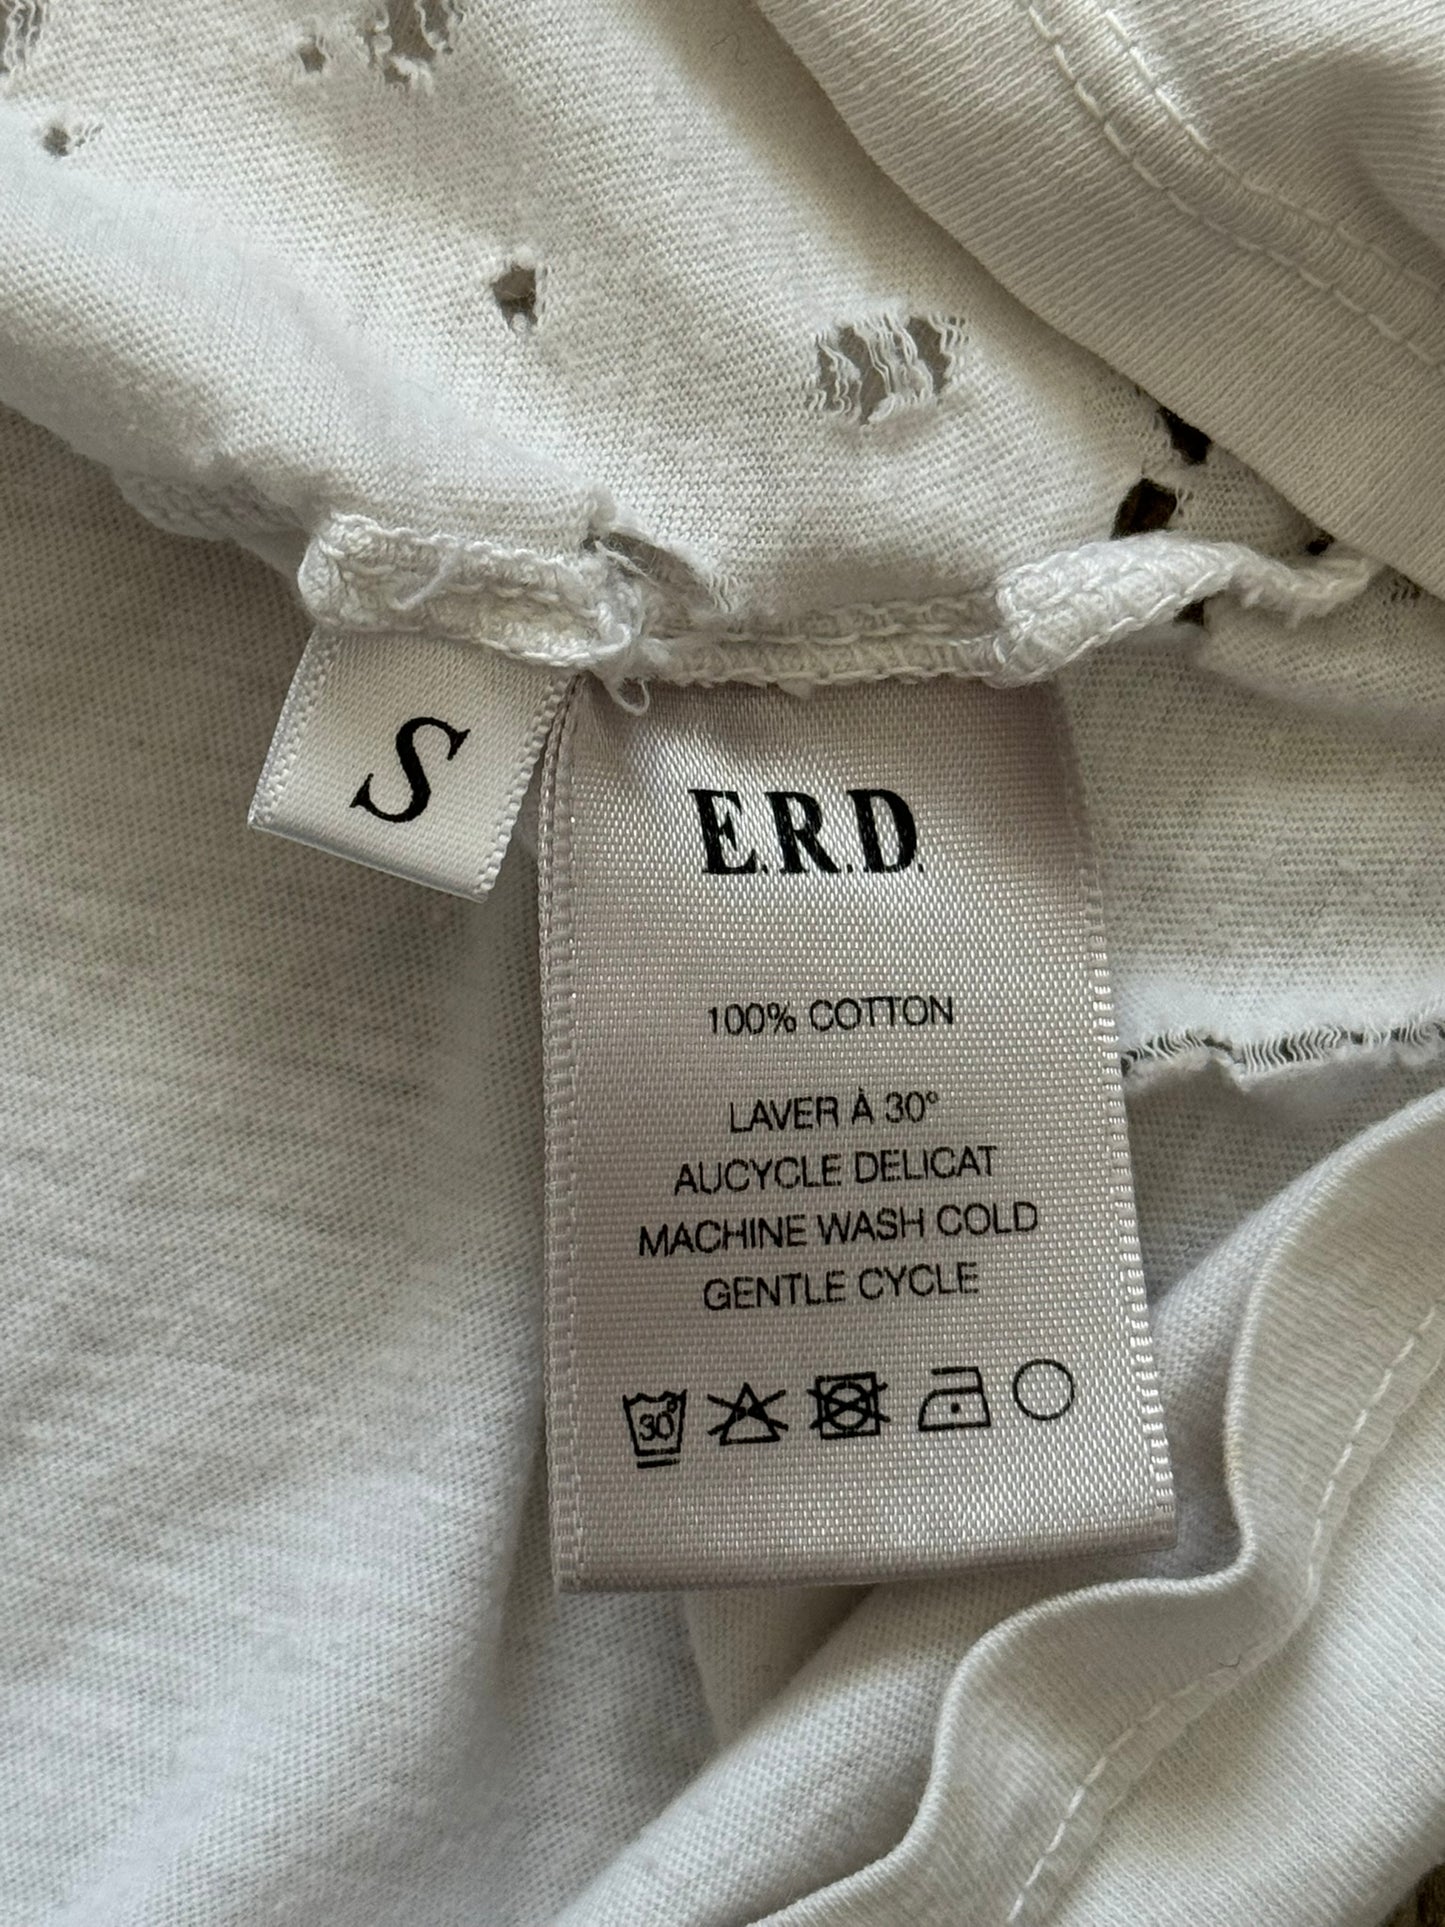 S
E.R.D.
100% COTTON
LAVER À 30°
AUCYCLE DELICAT
MACHINE WASH COLD
GENTLE CYCLE
30°